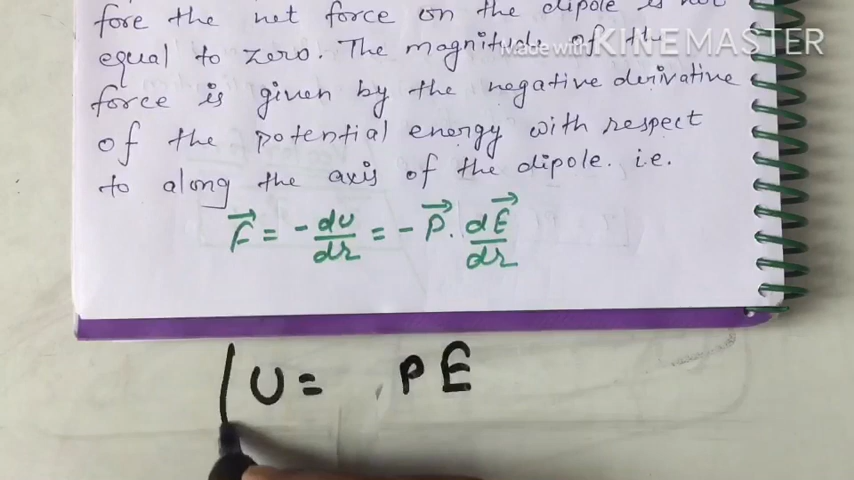 fore the net force on the dipole is not
equal to zero. The magnitude of the
Made with KINEMASTER
force is given by the negative derivative
of the potential energy with respect
to along the axis of the dipole. i.e.
F⃗ = - du/dr = - P⃗ . dE⃗/dr
U = PE